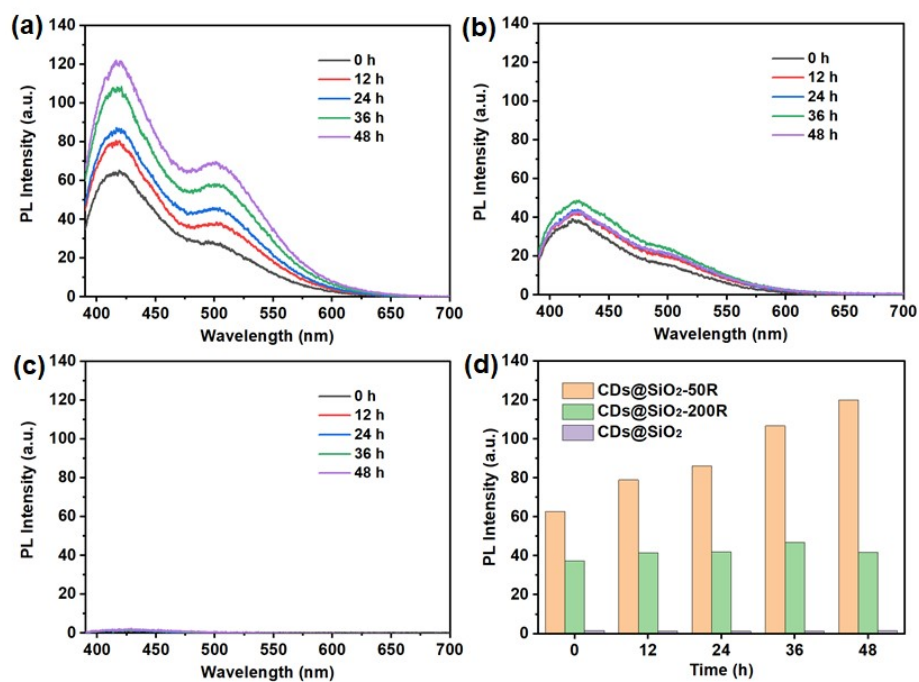 (a)
140
120
100
80
60
40
20
0
PL Intensity (a.u.)
0 h
12 h
24 h
36 h
48 h
400 450 500 550 600 650 700
Wavelength (nm)
(b)
140
120
100
80
60
40
20
0
PL Intensity (a.u.)
0 h
12 h
24 h
36 h
48 h
400 450 500 550 600 650 700
Wavelength (nm)
(c)
140
120
100
80
60
40
20
0
PL Intensity (a.u.)
0 h
12 h
24 h
36 h
48 h
400 450 500 550 600 650 700
Wavelength (nm)
(d)
140
120
100
80
60
40
20
0
PL Intensity (a.u.)
CDs@SiO₂-50R
CDs@SiO₂-200R
CDs@SiO₂
0 12 24 36 48
Time (h)